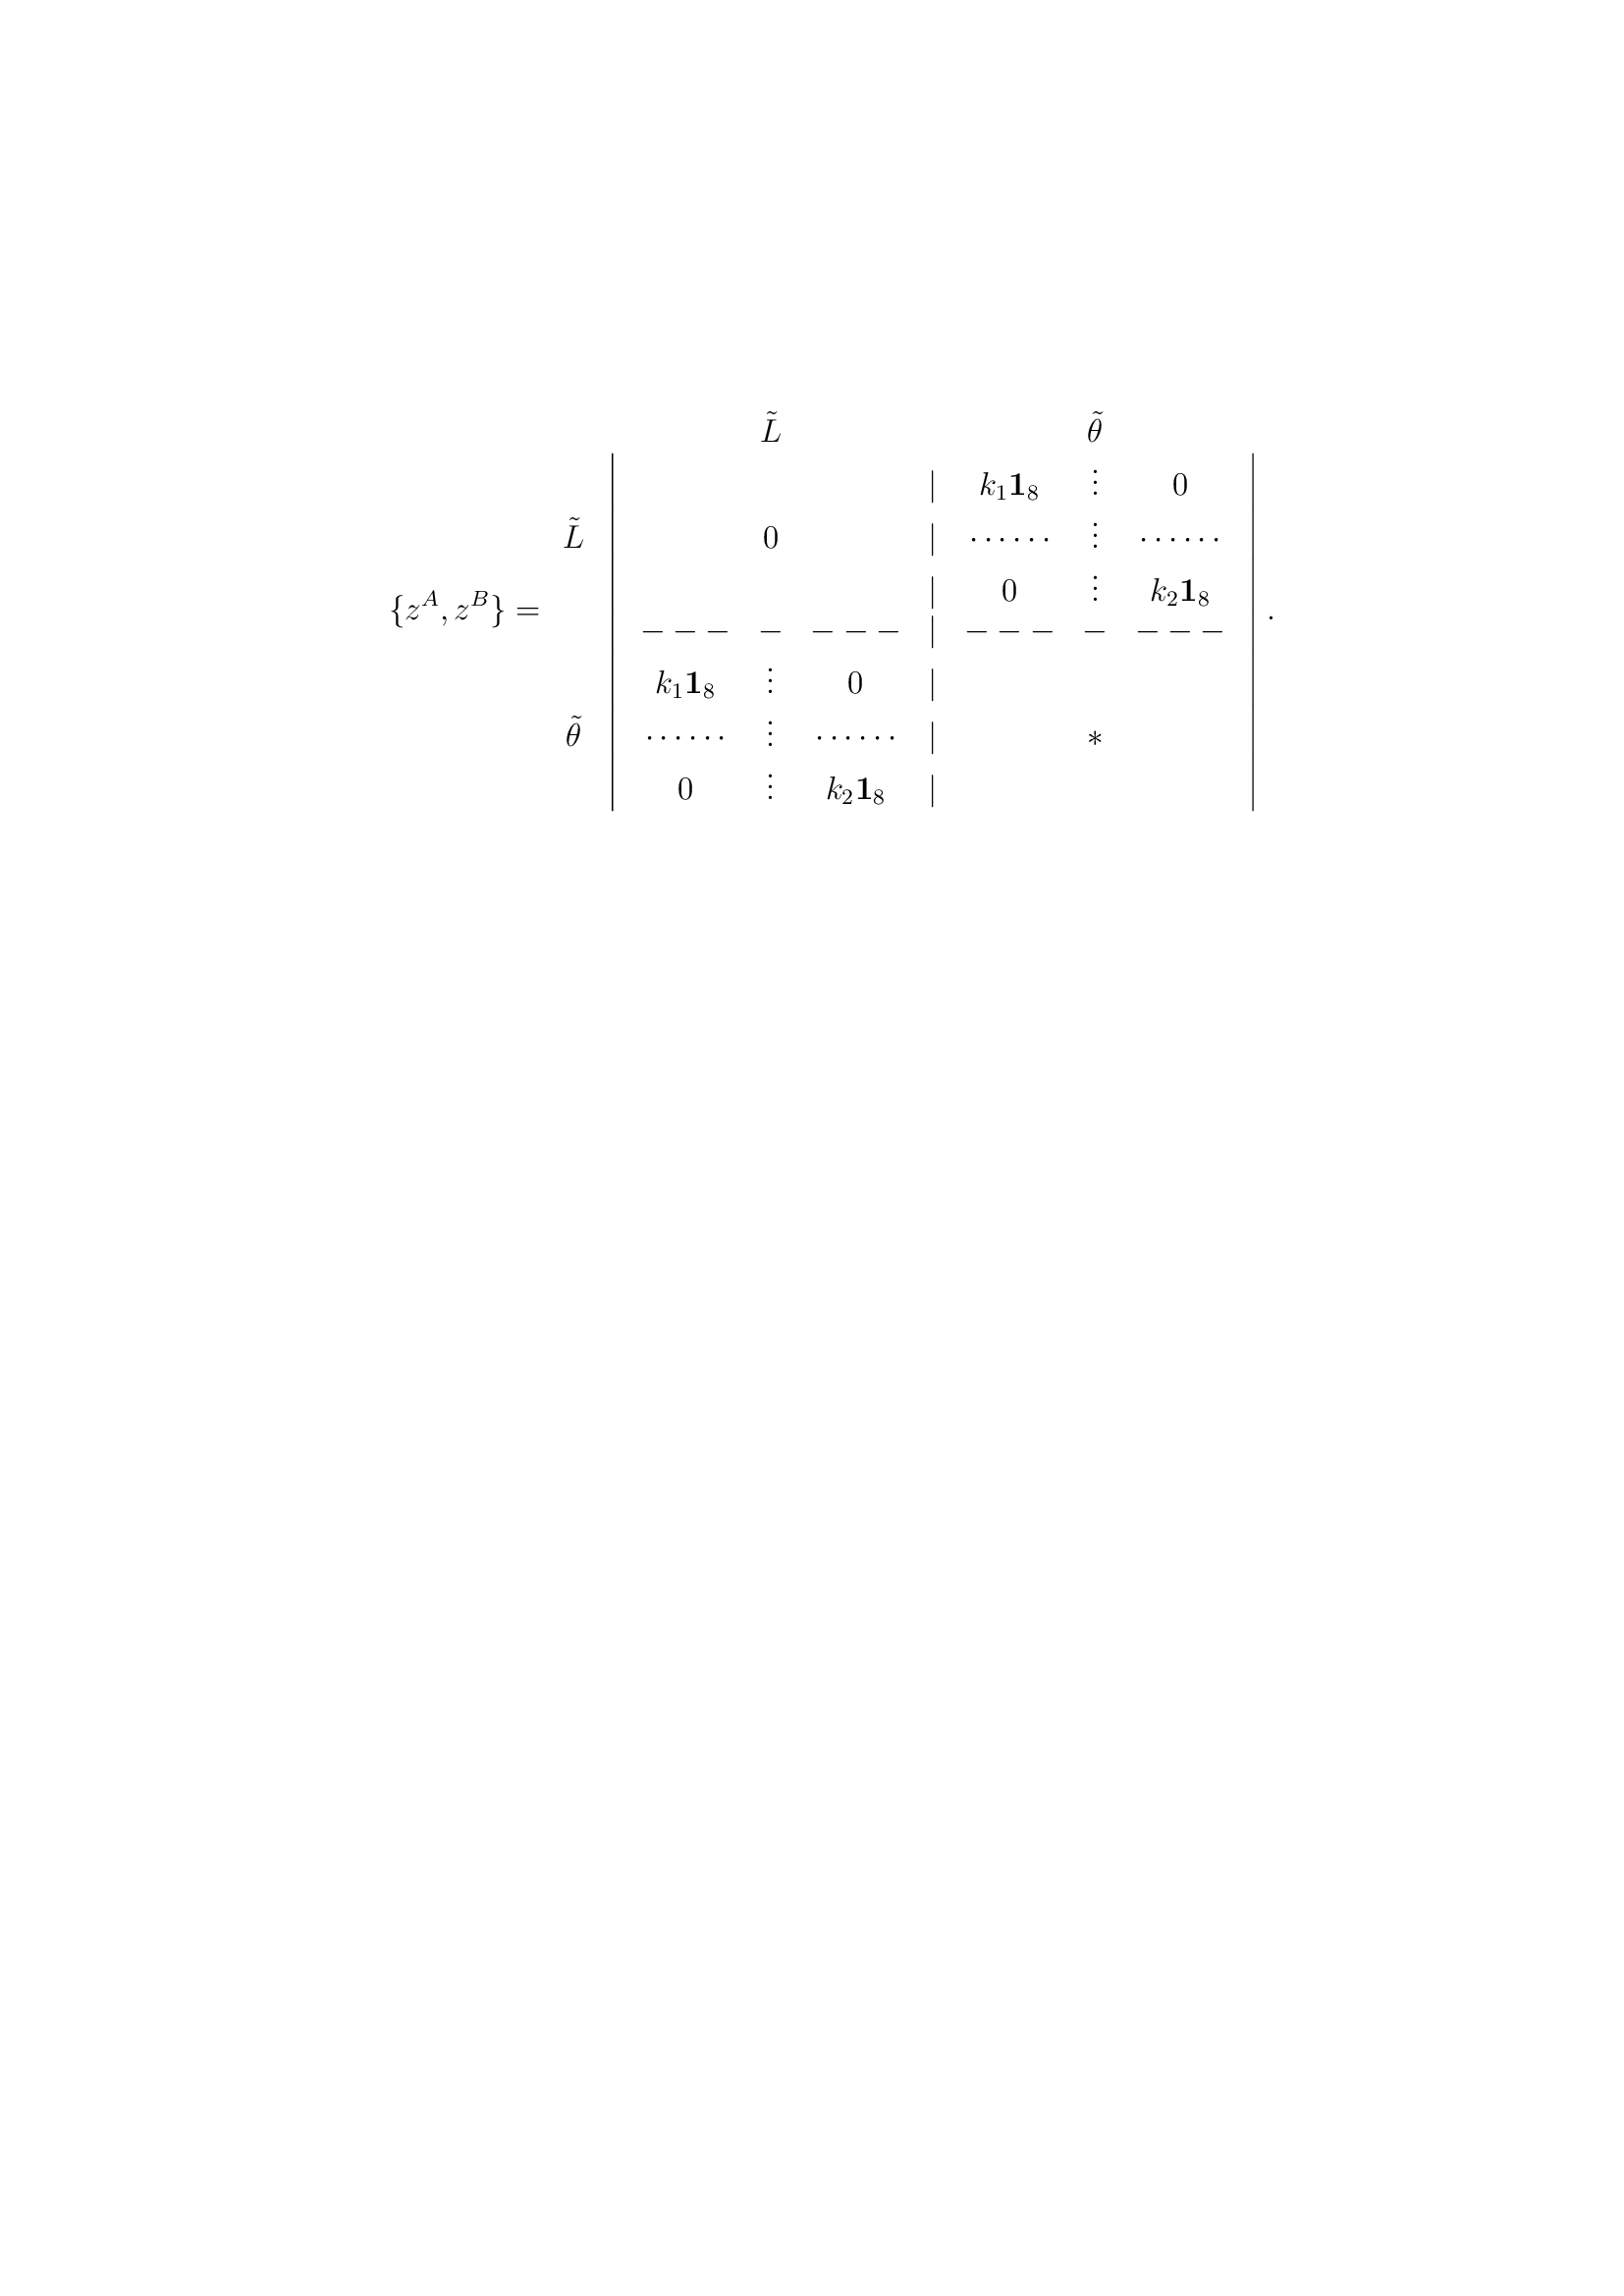 L̃ θ̃
| k₁𝟏₈ ⋮ 0
L̃ 0 | ⋯⋯ ⋮ ⋯⋯
| 0 ⋮ k₂𝟏₈
{z^A, z^B} = − − − − − − − | − − − − − − − .
k₁𝟏₈ ⋮ 0 |
θ̃ ⋯⋯ ⋮ ⋯⋯ | *
0 ⋮ k₂𝟏₈ |